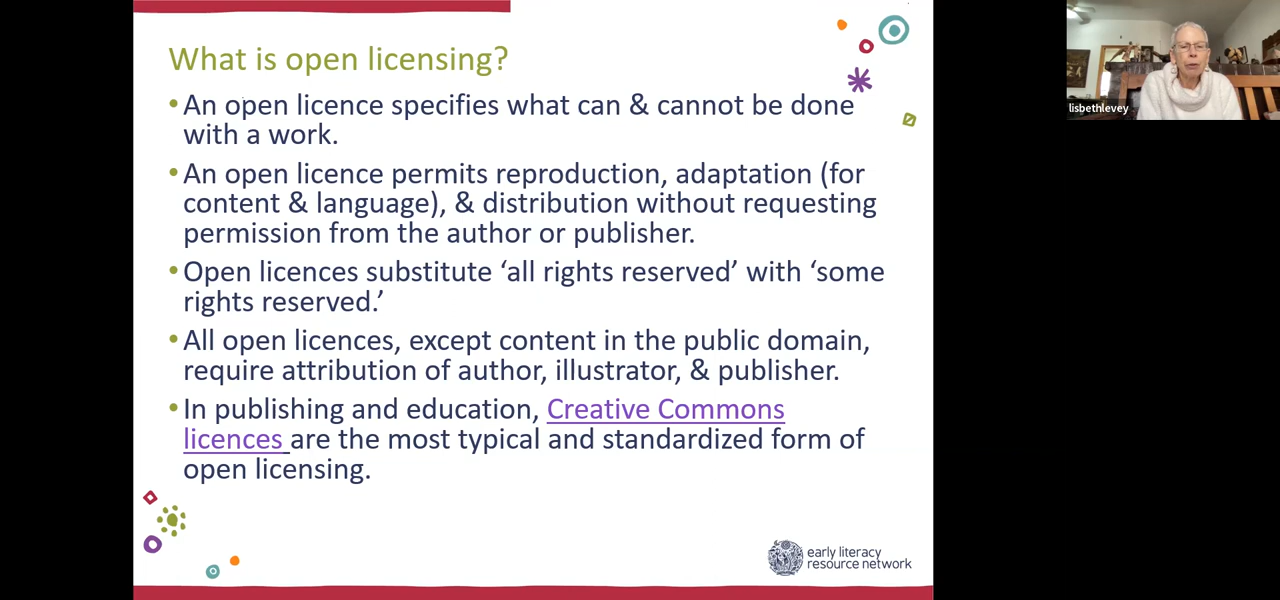 What is open licensing?
• An open licence specifies what can & cannot be done
with a work.
• An open licence permits reproduction, adaptation (for
content & language), & distribution without requesting
permission from the author or publisher.
• Open licences substitute ‘all rights reserved’ with ‘some
rights reserved.’
• All open licences, except content in the public domain,
require attribution of author, illustrator, & publisher.
• In publishing and education, Creative Commons
licences are the most typical and standardized form of
open licensing.
early literacy
resource network
lisbethlevey